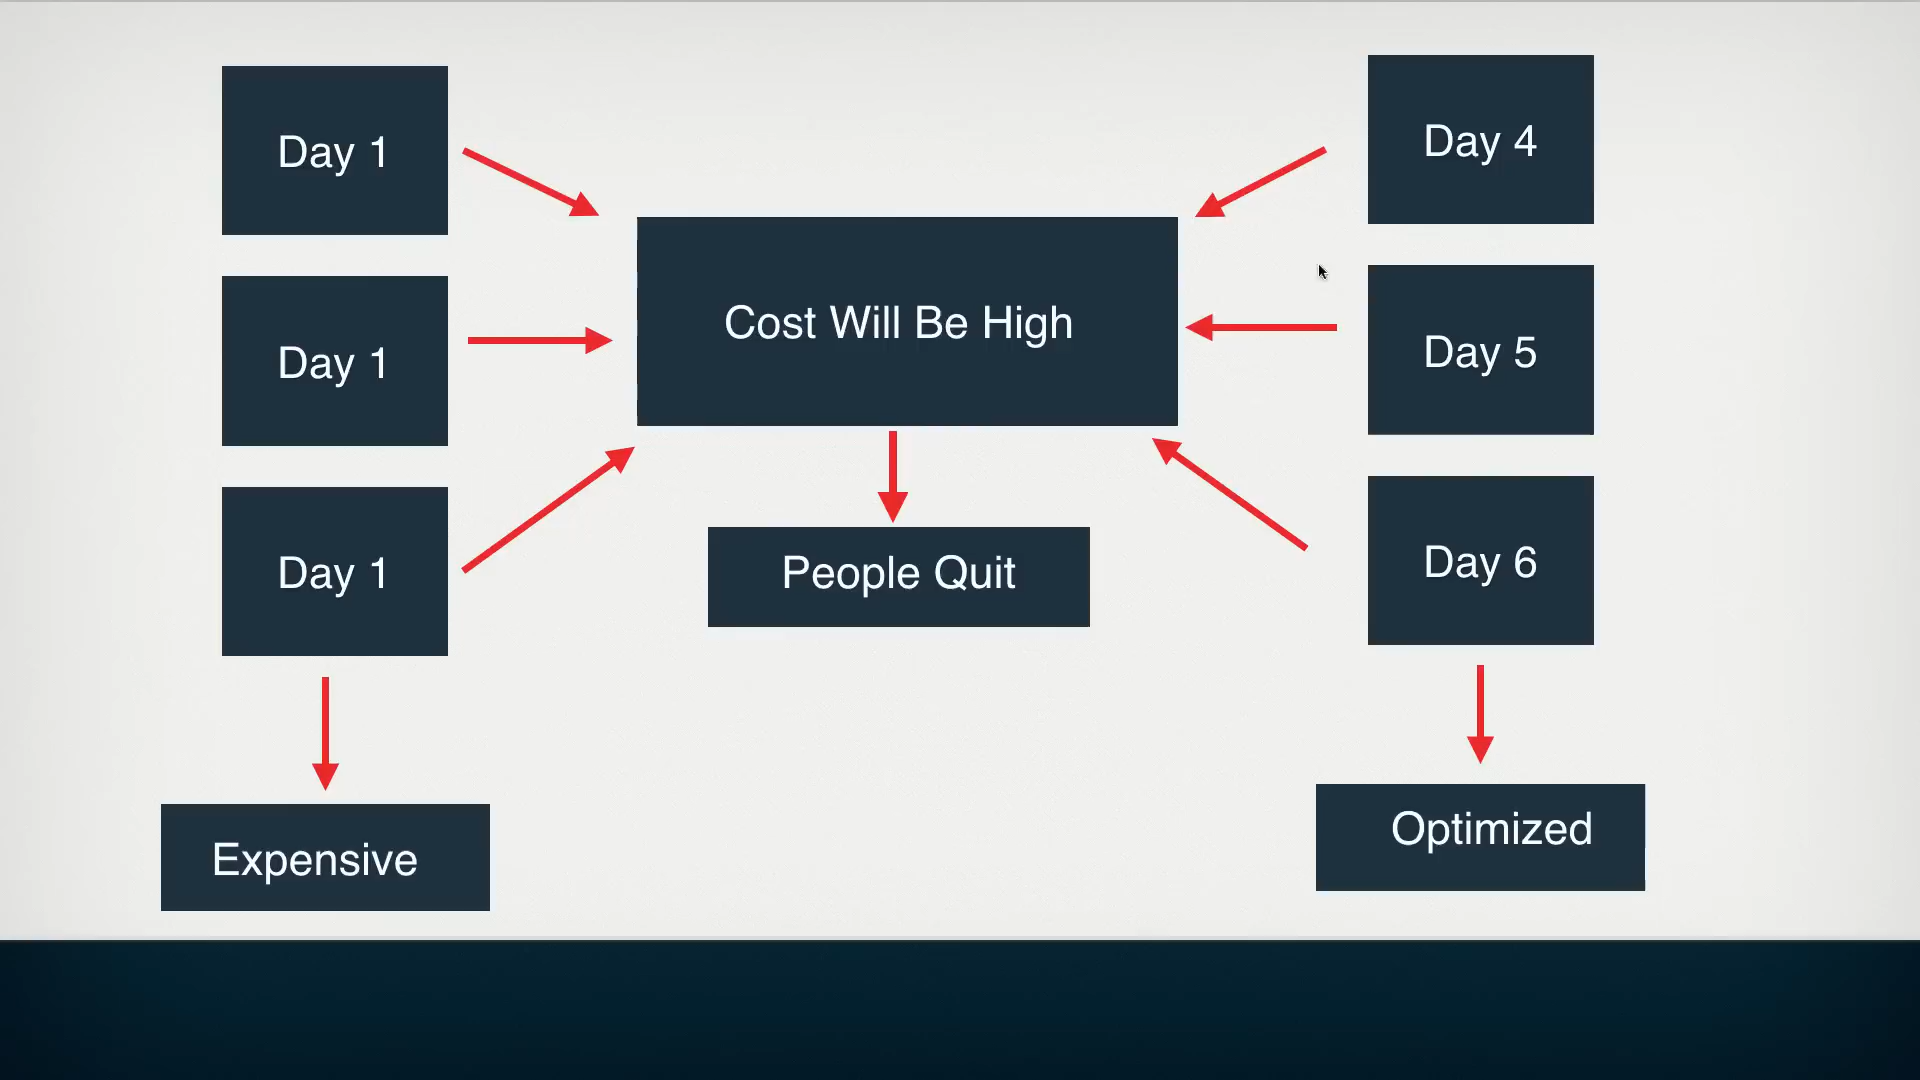 Day 1
Day 1
Day 1
Expensive
Cost Will Be High
People Quit
Day 4
Day 5
Day 6
Optimized